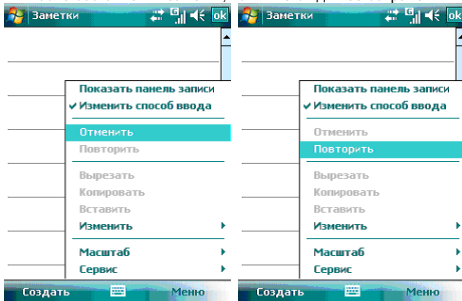 Заметки
ok
Показать панель записи
Изменить способ ввода
Отменить
Повторить
Вырезать
Копировать
Вставить
Изменить
Масштаб
Сервис
Создать
Меню
Заметки
ok
Показать панель записи
Изменить способ ввода
Отменить
Повторить
Вырезать
Копировать
Вставить
Изменить
Масштаб
Сервис
Создать
Меню